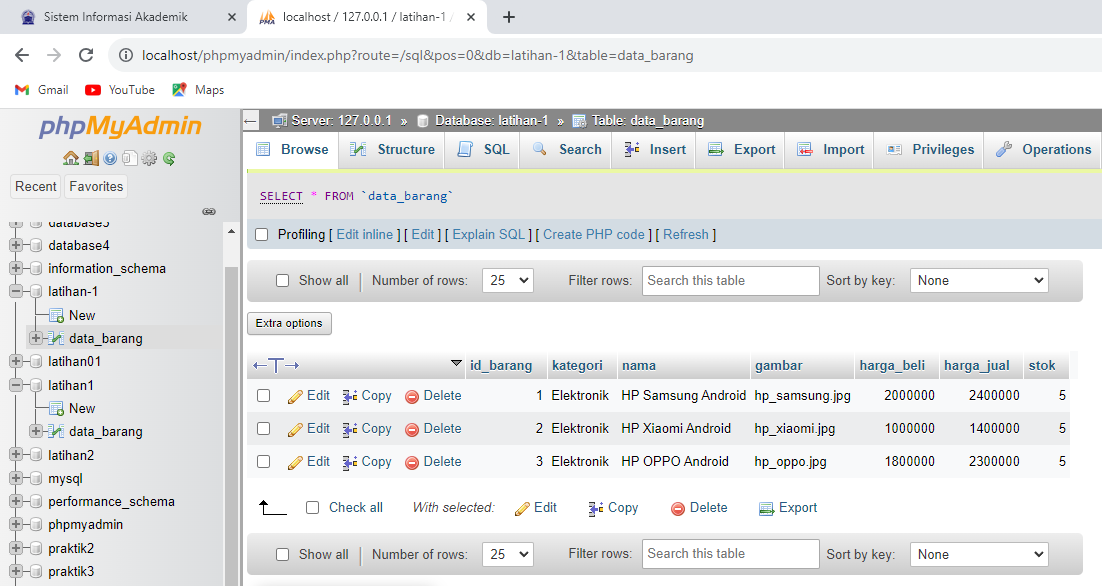 Sistem Informasi Akademik
localhost / 127.0.0.1 / latihan-1 /
localhost/phpmyadmin/index.php?route=/sql&pos=0&db=latihan-1&table=data_barang
Gmail YouTube Maps
phpMyAdmin
Recent Favorites
database3
database4
information_schema
latihan-1
New
data_barang
latihan01
latihan1
New
data_barang
latihan2
mysql
performance_schema
phpmyadmin
praktik2
praktik3
Server: 127.0.0.1 » Database: latihan-1 » Table: data_barang
Browse Structure SQL Search Insert Export Import Privileges Operations
SELECT * FROM `data_barang`
Profiling [ Edit inline ] [ Edit ] [ Explain SQL ] [ Create PHP code ] [ Refresh ]
Show all | Number of rows: 25 Filter rows: Search this table Sort by key: None
Extra options
←T→ id_barang kategori nama gambar harga_beli harga_jual stok
Edit Copy Delete 1 Elektronik HP Samsung Android hp_samsung.jpg 2000000 2400000 5
Edit Copy Delete 2 Elektronik HP Xiaomi Android hp_xiaomi.jpg 1000000 1400000 5
Edit Copy Delete 3 Elektronik HP OPPO Android hp_oppo.jpg 1800000 2300000 5
Check all With selected: Edit Copy Delete Export
Show all | Number of rows: 25 Filter rows: Search this table Sort by key: None